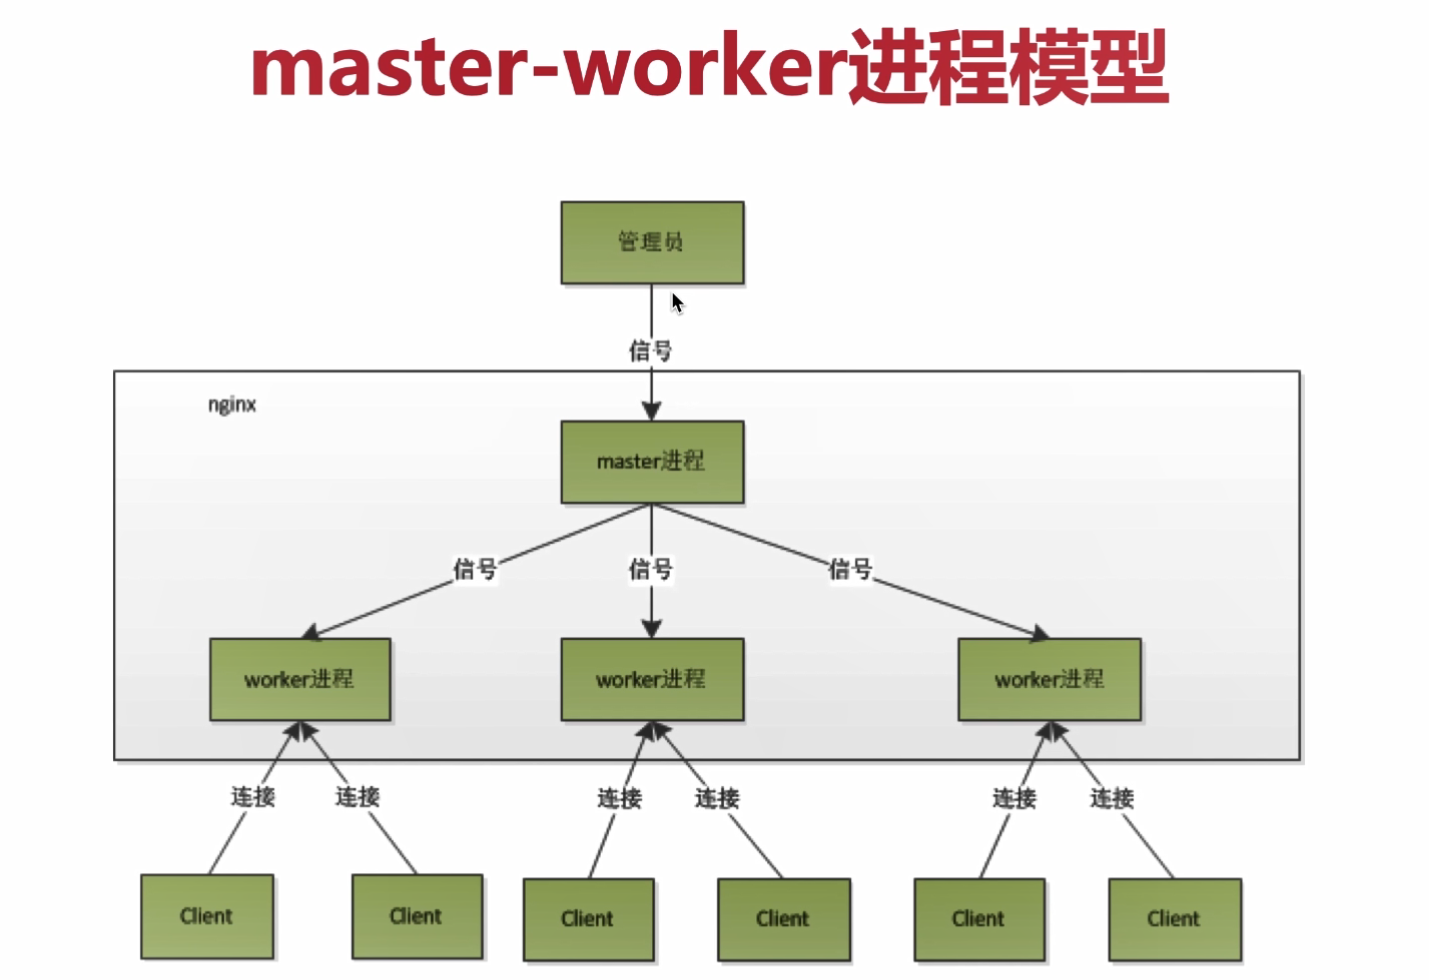 master-worker进程模型
管理员
信号
nginx
master进程
信号 信号 信号
worker进程 worker进程 worker进程
连接 连接 连接 连接 连接 连接
Client Client Client Client Client Client